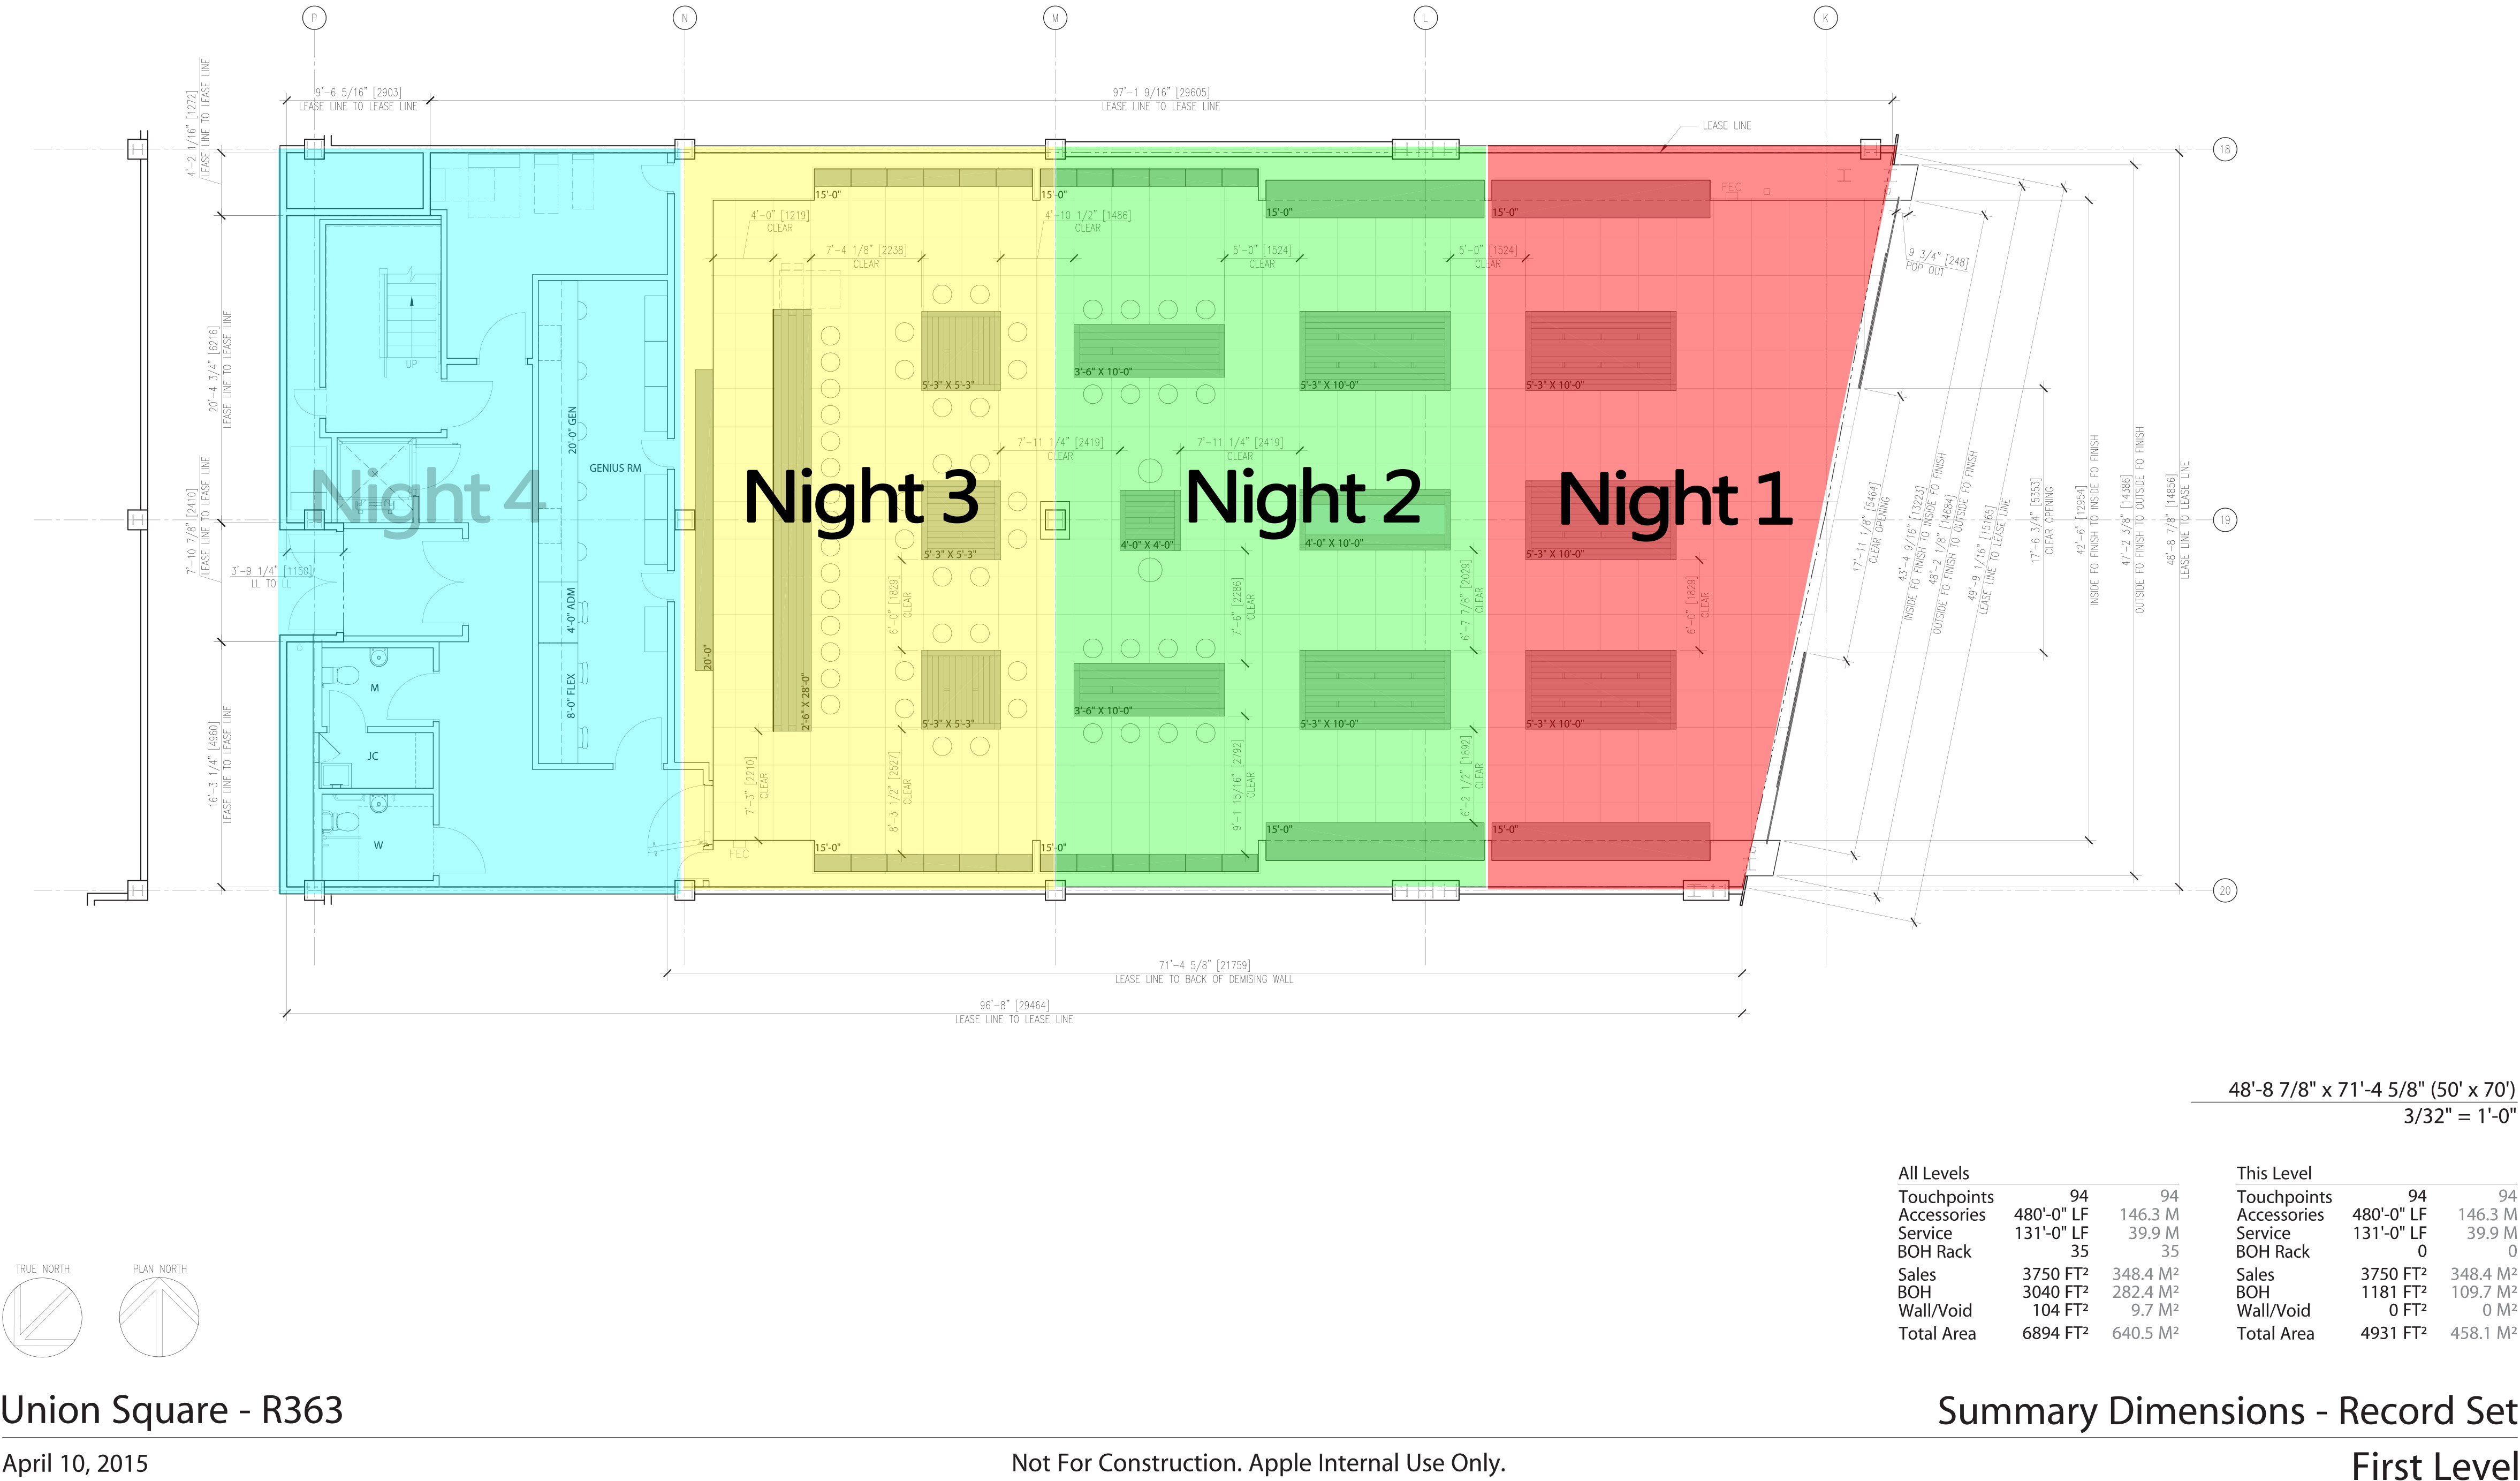 P
N
M
L
K
9'-6 5/16" [2903]
LEASE LINE TO LEASE LINE
97'-1 9/16" [29605]
LEASE LINE TO LEASE LINE
4'-2 1/16" [1272]
LEASE LINE TO LEASE LINE
LEASE LINE
18
15'-0"
15'-0"
15'-0"
15'-0"
FEC
4'-0" [1219]
CLEAR
4'-10 1/2" [1486]
CLEAR
7'-4 1/8" [2238]
CLEAR
5'-0" [1524]
CLEAR
5'-0" [1524]
CLEAR
9 3/4" [248]
POP OUT
20'-4 3/4" [6216]
LEASE LINE TO LEASE LINE
UP
5'-3" X 5'-3"
3'-6" X 10'-0"
5'-3" X 10'-0"
5'-3" X 10'-0"
20'-0" GEN
GENIUS RM
7'-11 1/4" [2419]
CLEAR
7'-11 1/4" [2419]
CLEAR
Night 4
Night 3
Night 2
Night 1
19
7'-10 7/8" [2410]
LEASE LINE TO LEASE LINE
5'-3" X 5'-3"
4'-0" X 4'-0"
4'-0" X 10'-0"
5'-3" X 10'-0"
3'-9 1/4" [1150]
LL TO LL
4'-0" ADM
6'-0" [1829]
CLEAR
7'-6" [2286]
CLEAR
6'-7 7/8" [2029]
CLEAR
6'-0" [1829]
CLEAR
17'-11 1/8" [5464]
CLEAR OPENING
43'-4 9/16" [13223]
INSIDE FO FINISH TO INSIDE FO FINISH
48'-2 1/8" [14684]
OUTSIDE FO FINISH TO OUTSIDE FO FINISH
49'-9 1/16" [15165]
LEASE LINE TO LEASE LINE
17'-6 3/4" [5353]
CLEAR OPENING
42'-6" [12954]
INSIDE FO FINISH TO INSIDE FO FINISH
47'-2 3/8" [14386]
OUTSIDE FO FINISH TO OUTSIDE FO FINISH
48'-8 7/8" [14856]
LEASE LINE TO LEASE LINE
M
8'-0" FLEX
20'-0"
2'-6" X 28'-0"
5'-3" X 5'-3"
3'-6" X 10'-0"
5'-3" X 10'-0"
5'-3" X 10'-0"
16'-3 1/4" [4960]
LEASE LINE TO LEASE LINE
JC
7'-3" [2210]
CLEAR
8'-3 1/2" [2527]
CLEAR
9'-1 15/16" [2792]
CLEAR
6'-2 1/2" [1892]
CLEAR
W
FEC
15'-0"
15'-0"
15'-0"
15'-0"
20
71'-4 5/8" [21759]
LEASE LINE TO BACK OF DEMISING WALL
96'-8" [29464]
LEASE LINE TO LEASE LINE
48'-8 7/8" x 71'-4 5/8" (50' x 70')
3/32" = 1'-0"
All Levels
Touchpoints 94 94
Accessories 480'-0" LF 146.3 M
Service 131'-0" LF 39.9 M
BOH Rack 35 35
Sales 3750 FT² 348.4 M²
BOH 3040 FT² 282.4 M²
Wall/Void 104 FT² 9.7 M²
Total Area 6894 FT² 640.5 M²
This Level
Touchpoints 94 94
Accessories 480'-0" LF 146.3 M
Service 131'-0" LF 39.9 M
BOH Rack 0 0
Sales 3750 FT² 348.4 M²
BOH 1181 FT² 109.7 M²
Wall/Void 0 FT² 0 M²
Total Area 4931 FT² 458.1 M²
TRUE NORTH
PLAN NORTH
Union Square - R363
Summary Dimensions - Record Set
April 10, 2015
Not For Construction. Apple Internal Use Only.
First Level